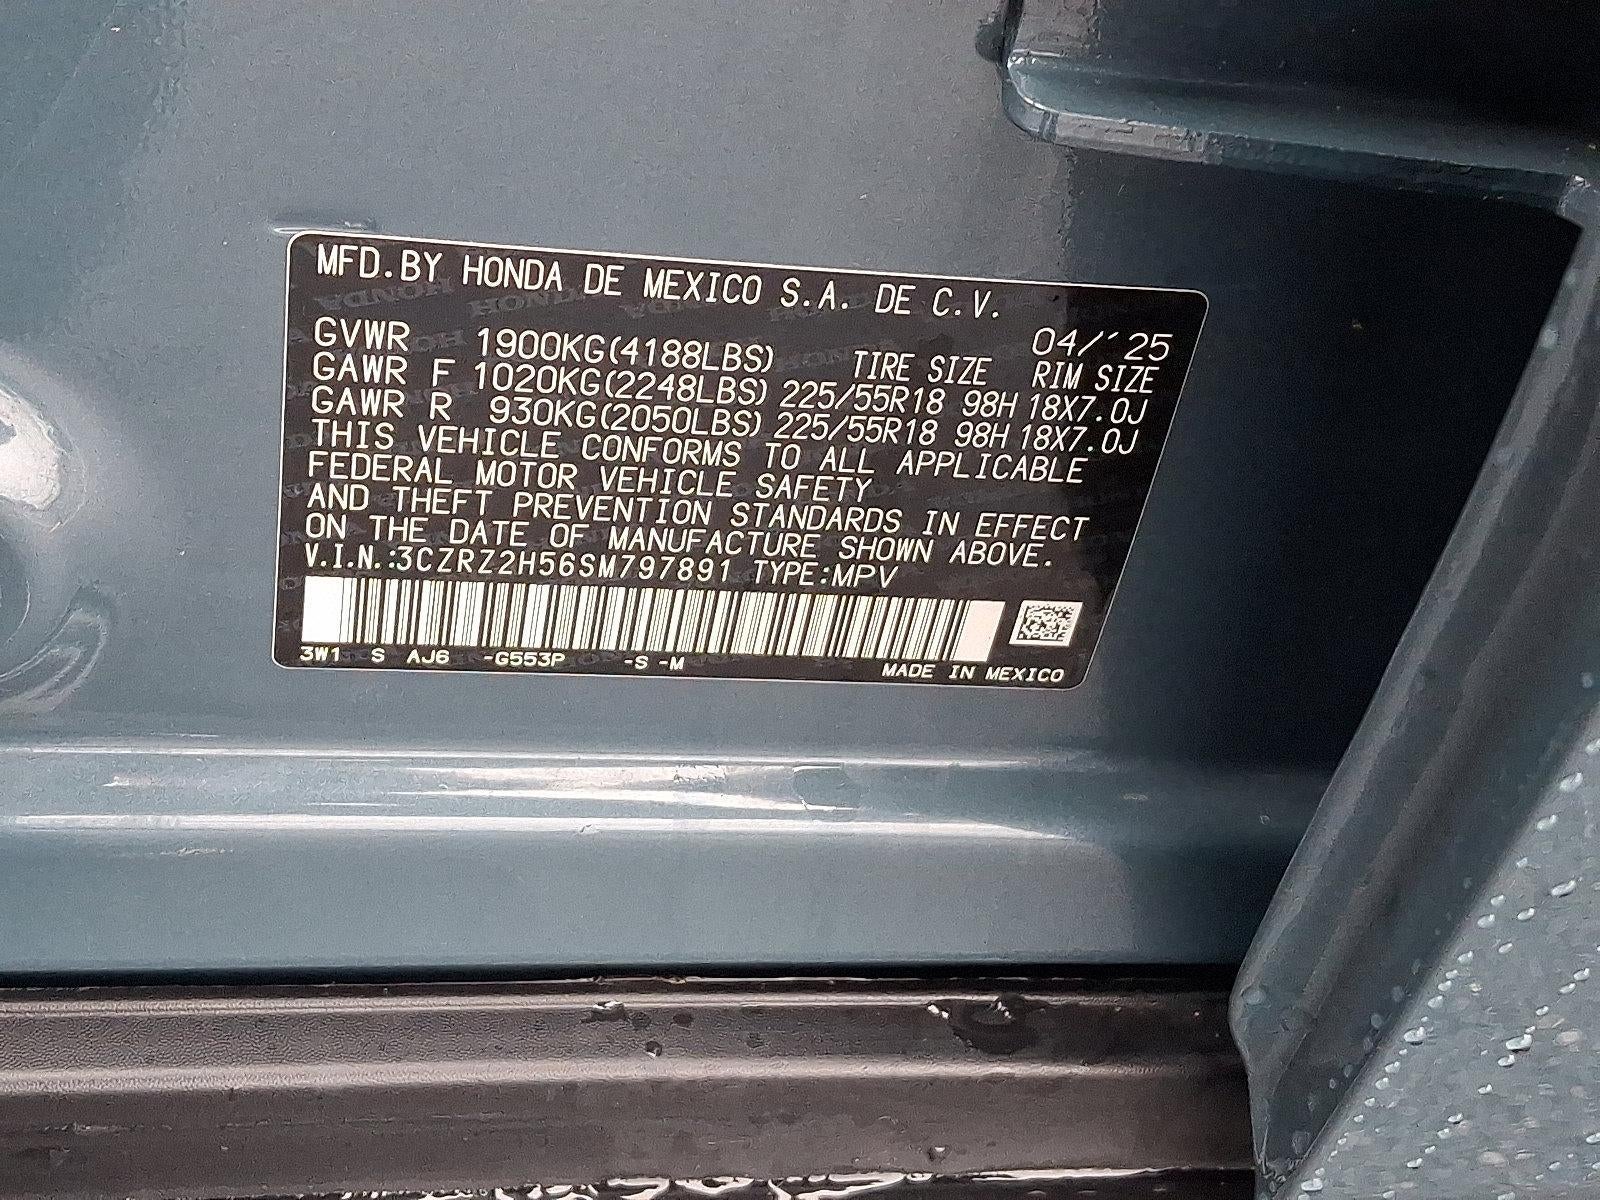 MFD.BY HONDA DE MEXICO S.A. DE C.V.
04/'25
GVWR 1900KG(4188LBS) TIRE SIZE RIM SIZE
GAWR F 1020KG(2248LBS) 225/55R18 98H 18X7.0J
GAWR R 930KG(2050LBS) 225/55R18 98H 18X7.0J
THIS VEHICLE CONFORMS TO ALL APPLICABLE
FEDERAL MOTOR VEHICLE SAFETY
AND THEFT PREVENTION STANDARDS IN EFFECT
ON THE DATE OF MANUFACTURE SHOWN ABOVE.
V.I.N.:3CZRZ2H56SM797891 TYPE:MPV
3W1 S AJ6 -G553P -S -M
MADE IN MEXICO